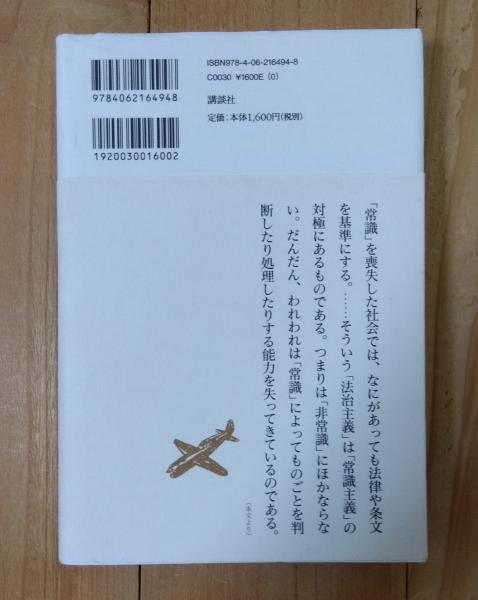 ISBN978-4-06-216494-8
C0030 ¥1600E (0)
講談社
定価:本体1,600円(税別)
9784062164948
1920030016002
「常識」を喪失した社会では、なにがあっても法律や条文
を基準にする。……そういう「法治主義」は「常識主義」の
対極にあるものである。つまりは「非常識」にほかならな
い。だんだん、われわれは「常識」によってものごとを判
断したり処理したりする能力を失ってきているのである。
(本文より)